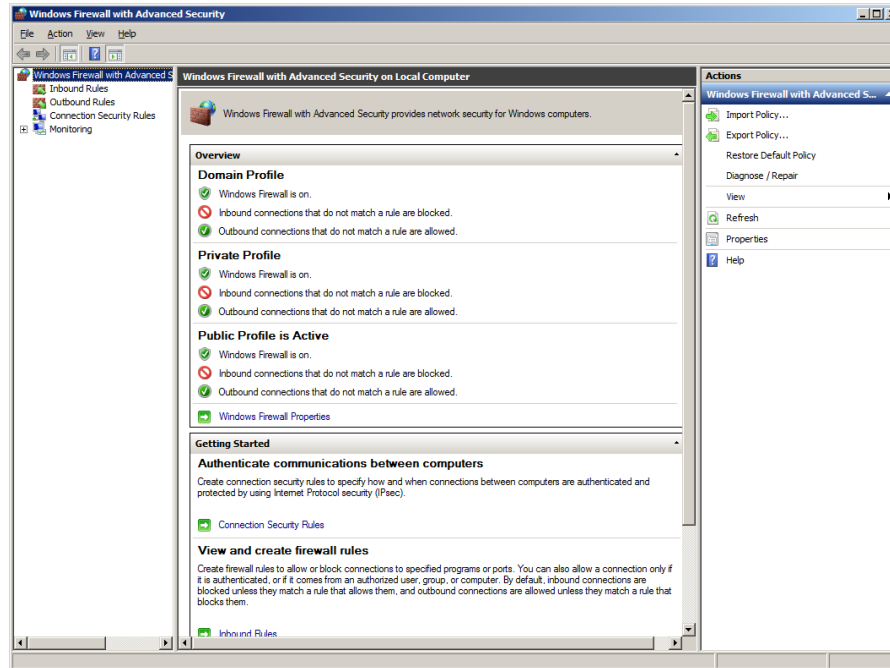 Windows Firewall with Advanced Security
File Action View Help
Windows Firewall with Advanced S
Inbound Rules
Outbound Rules
Connection Security Rules
Monitoring
Windows Firewall with Advanced Security on Local Computer
Windows Firewall with Advanced Security provides network security for Windows computers.
Overview
Domain Profile
Windows Firewall is on.
Inbound connections that do not match a rule are blocked.
Outbound connections that do not match a rule are allowed.
Private Profile
Windows Firewall is on.
Inbound connections that do not match a rule are blocked.
Outbound connections that do not match a rule are allowed.
Public Profile is Active
Windows Firewall is on.
Inbound connections that do not match a rule are blocked.
Outbound connections that do not match a rule are allowed.
Windows Firewall Properties
Getting Started
Authenticate communications between computers
Create connection security rules to specify how and when connections between computers are authenticated and
protected by using Internet Protocol security (IPsec).
Connection Security Rules
View and create firewall rules
Create firewall rules to allow or block connections to specified programs or ports. You can also allow a connection only if
it is authenticated, or if it comes from an authorized user, group, or computer. By default, inbound connections are
blocked unless they match a rule that allows them, and outbound connections are allowed unless they match a rule that
blocks them.
Inbound Rules
Actions
Windows Firewall with Advanced S...
Import Policy...
Export Policy...
Restore Default Policy
Diagnose / Repair
View
Refresh
Properties
Help